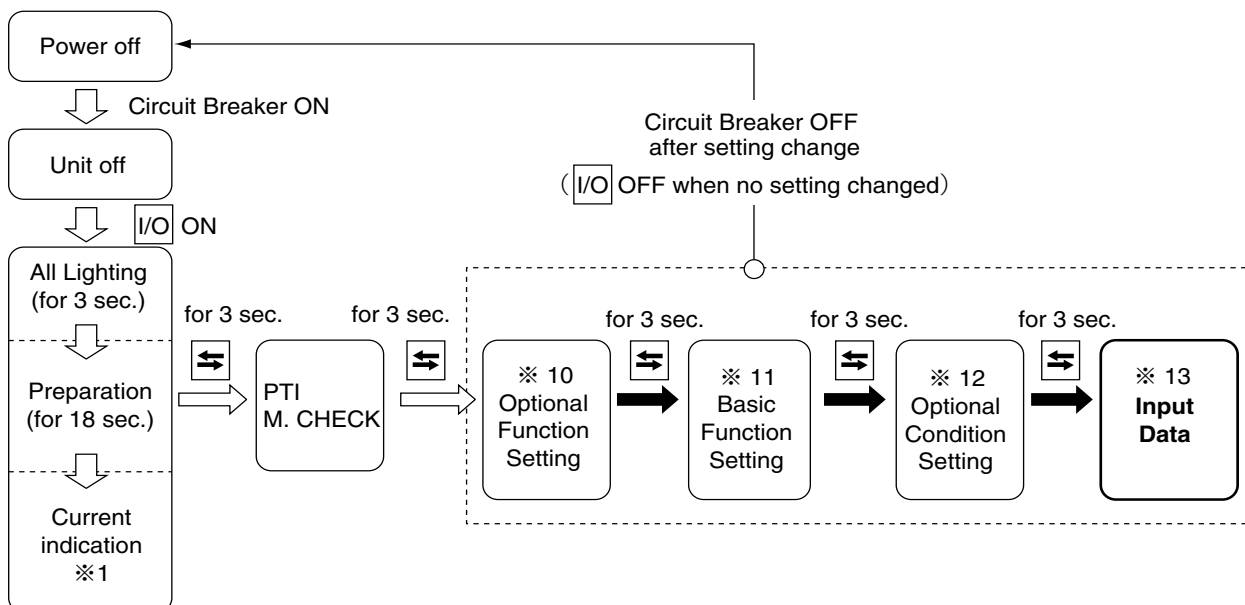 Power off
Circuit Breaker ON
Unit off
I/O ON
Circuit Breaker OFF
after setting change
( I/O OFF when no setting changed)
All Lighting
(for 3 sec.)
Preparation
(for 18 sec.)
Current
indication
※1
for 3 sec.
PTI
M. CHECK
for 3 sec.
※ 10
Optional
Function
Setting
for 3 sec.
※ 11
Basic
Function
Setting
for 3 sec.
※ 12
Optional
Condition
Setting
for 3 sec.
※ 13
Input
Data